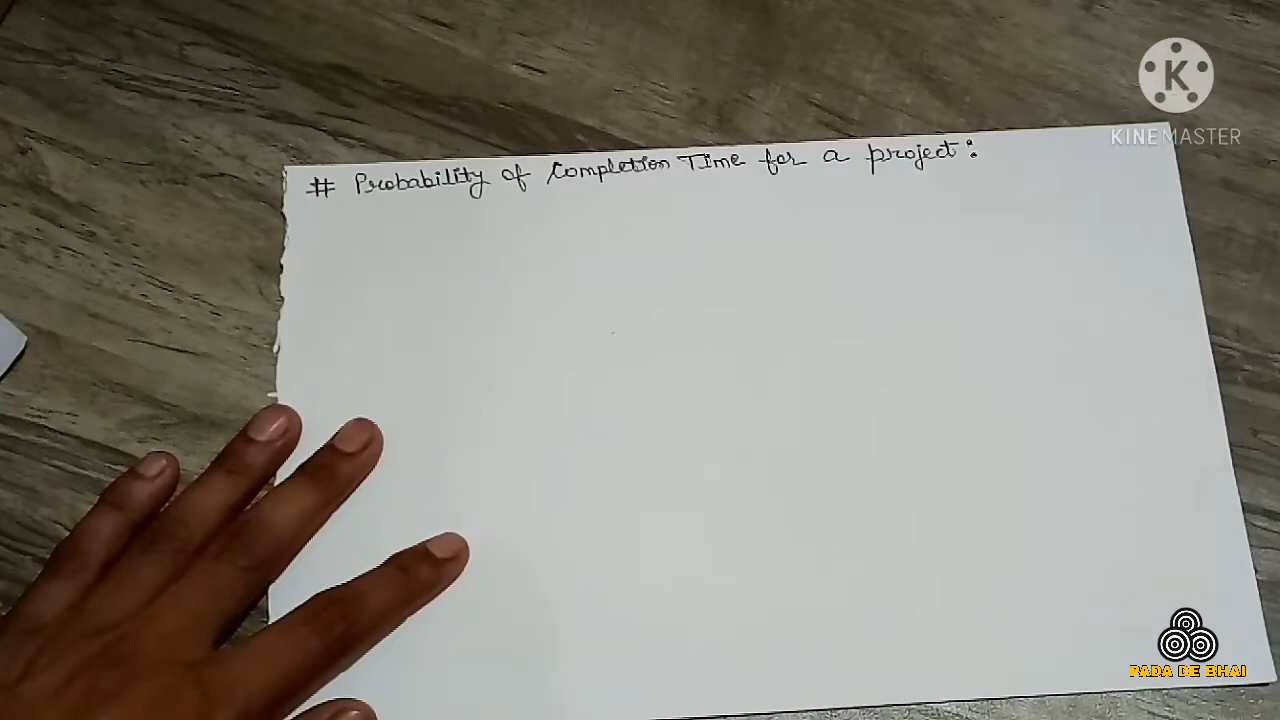 KINEMASTER
# Probability of Completion Time for a project:
PADA DE BHAI